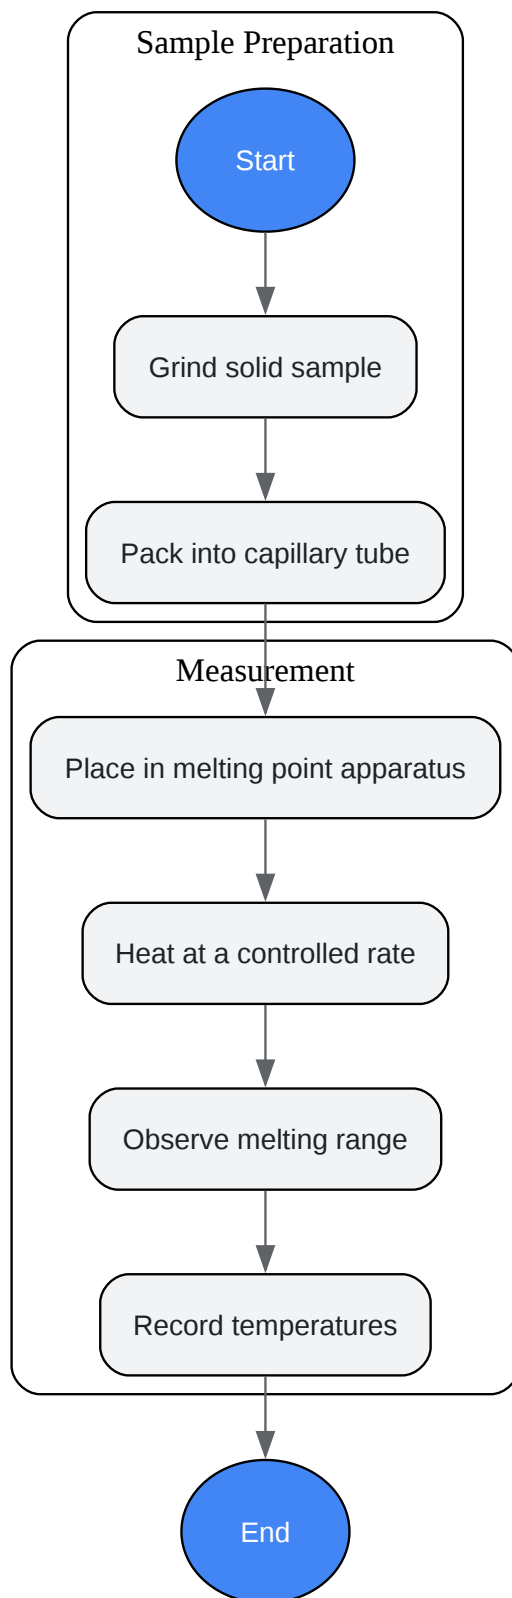 Sample Preparation
Start
Grind solid sample
Pack into capillary tube
Measurement
Place in melting point apparatus
Heat at a controlled rate
Observe melting range
Record temperatures
End